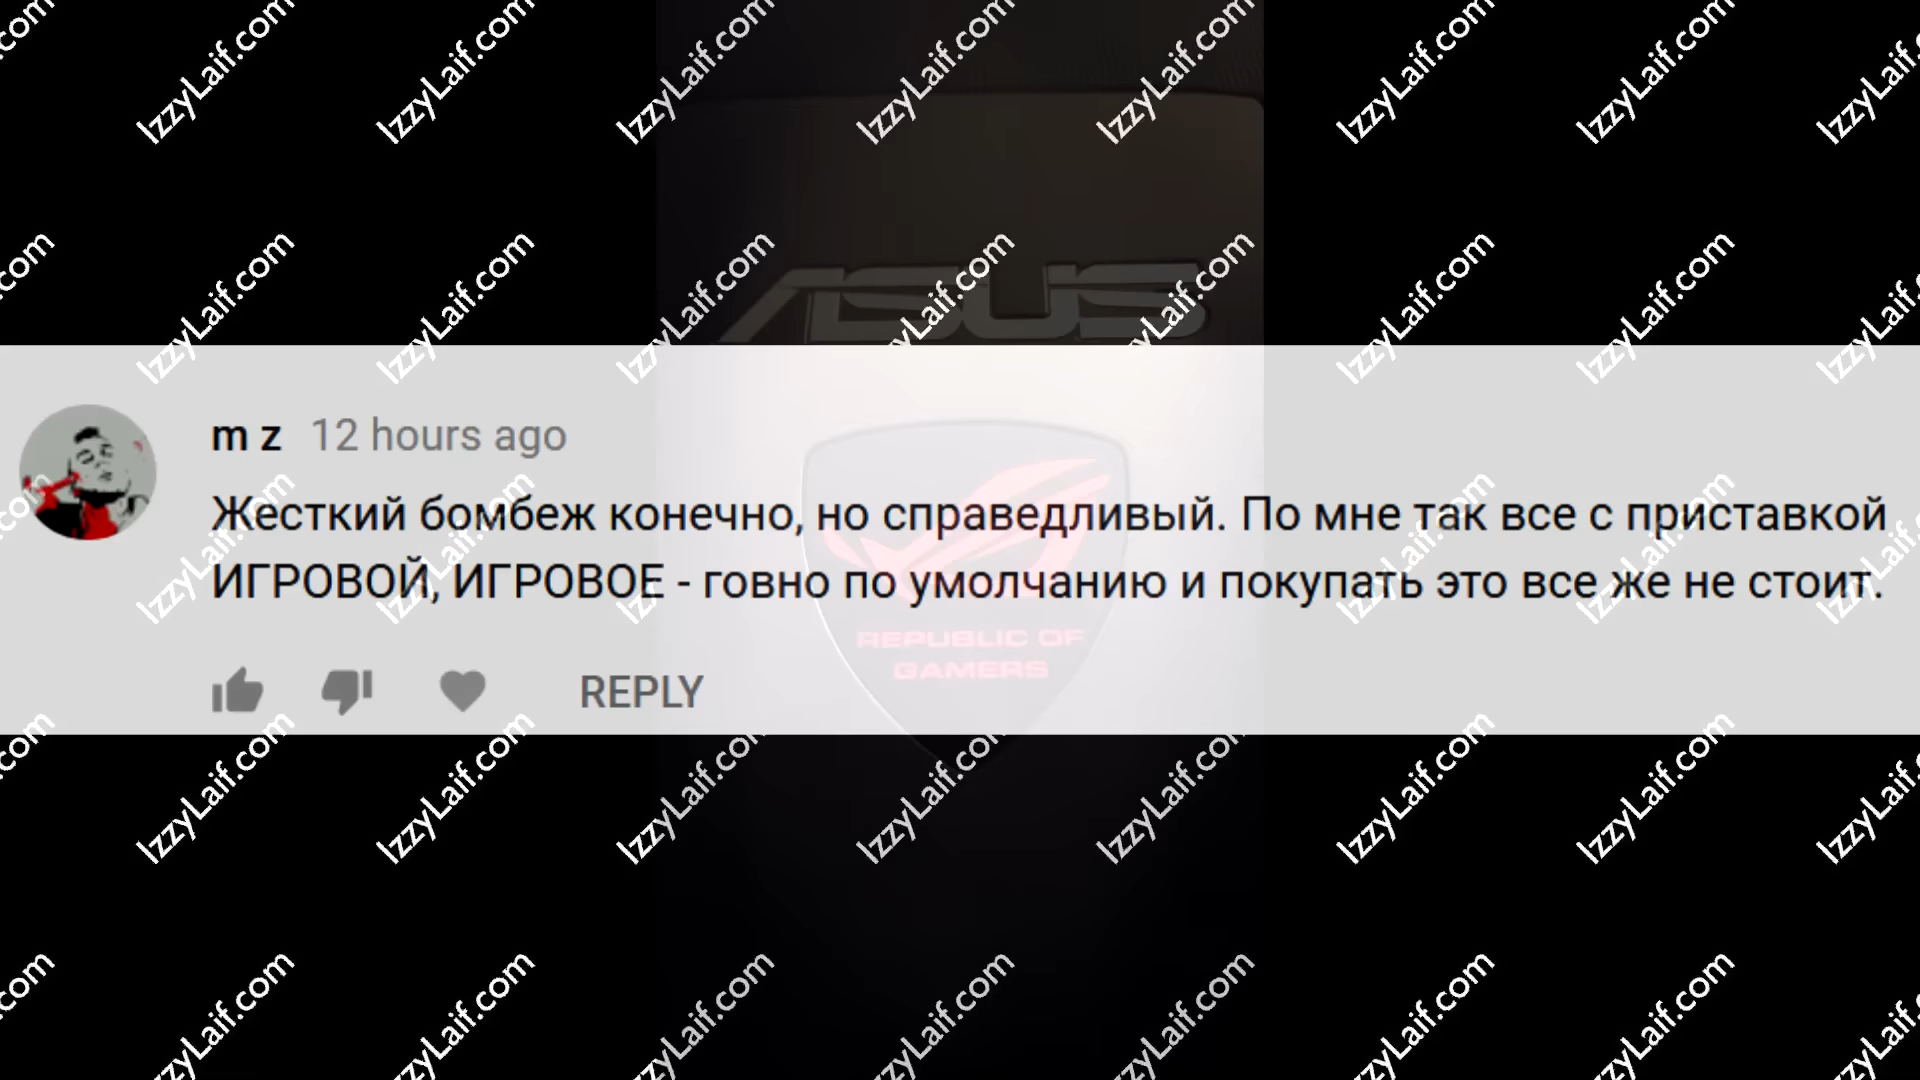 ASUS
m z 12 hours ago
Жесткий бомбеж конечно, но справедливый. По мне так все с приставкой
ИГРОВОЙ, ИГРОВОЕ - говно по умолчанию и покупать это все же не стоит.
REPUBLIC OF
GAMERS
REPLY
IzzyLaif.com